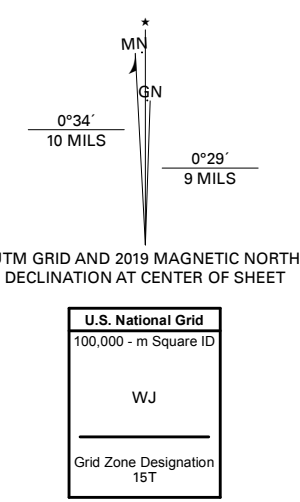 ★
MN
GN
0°34´
10 MILS
0°29´
9 MILS
UTM GRID AND 2019 MAGNETIC NORTH
DECLINATION AT CENTER OF SHEET
U.S. National Grid
100,000 - m Square ID
WJ
Grid Zone Designation
15T